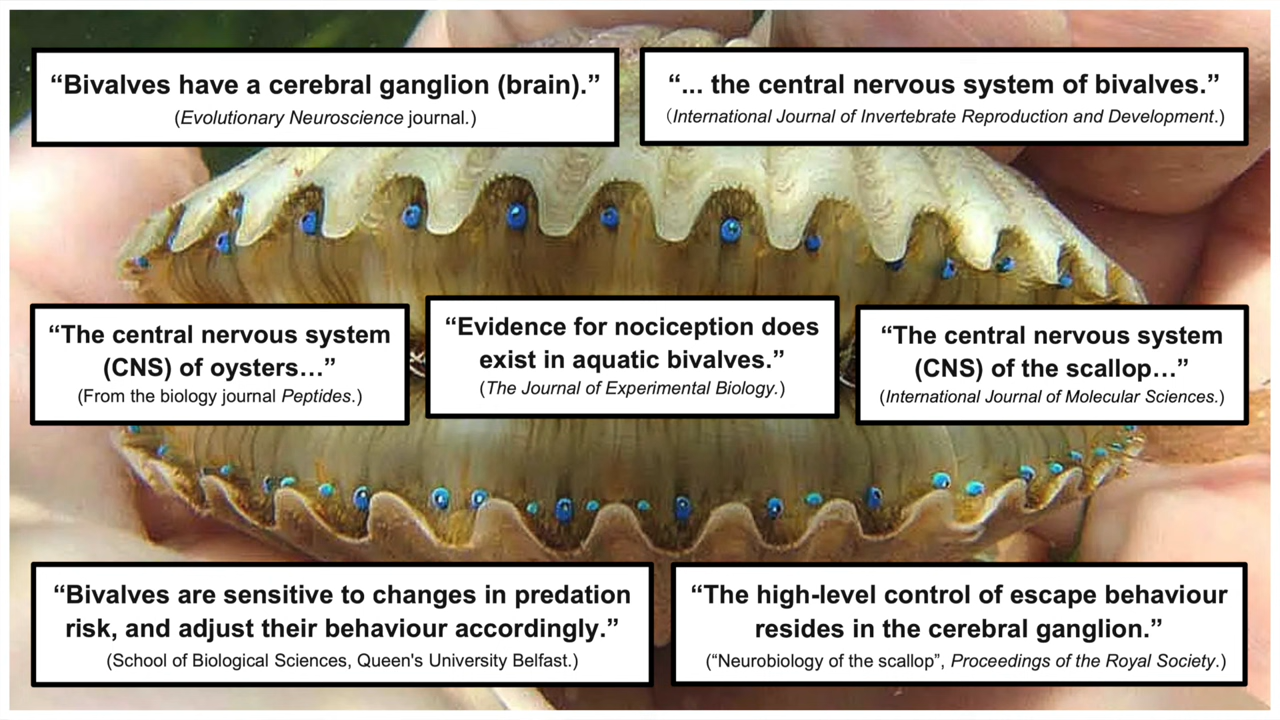 “Bivalves have a cerebral ganglion (brain).”
(Evolutionary Neuroscience journal.)
“... the central nervous system of bivalves.”
(International Journal of Invertebrate Reproduction and Development.)
“The central nervous system
(CNS) of oysters…”
(From the biology journal Peptides.)
“Evidence for nociception does
exist in aquatic bivalves.”
(The Journal of Experimental Biology.)
“The central nervous system
(CNS) of the scallop…”
(International Journal of Molecular Sciences.)
“Bivalves are sensitive to changes in predation
risk, and adjust their behaviour accordingly.”
(School of Biological Sciences, Queen's University Belfast.)
“The high-level control of escape behaviour
resides in the cerebral ganglion.”
(“Neurobiology of the scallop”, Proceedings of the Royal Society.)